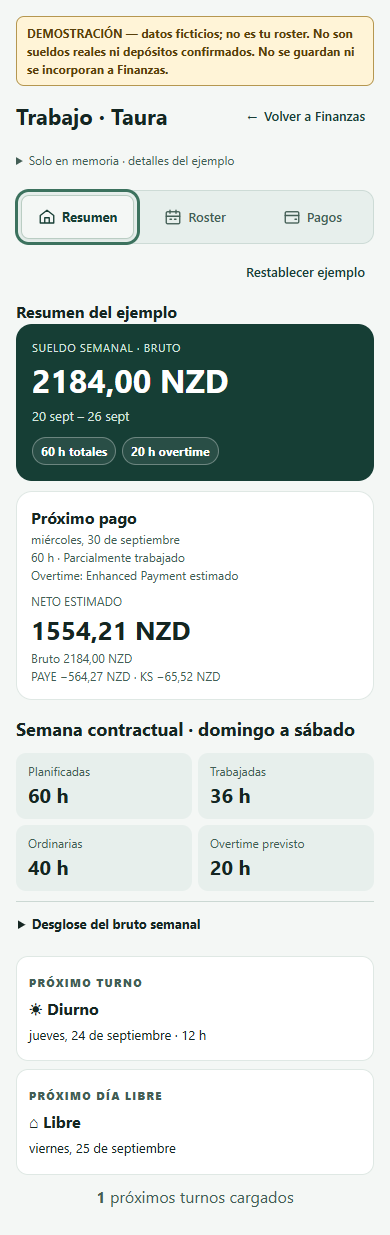 DEMOSTRACIÓN — datos ficticios; no es tu roster. No son
sueldos reales ni depósitos confirmados. No se guardan ni
se incorporan a Finanzas.
Trabajo · Taura
← Volver a Finanzas
▶ Solo en memoria · detalles del ejemplo
Resumen
Roster
Pagos
Restablecer ejemplo
Resumen del ejemplo
SUELDO SEMANAL · BRUTO
2184,00 NZD
20 sept – 26 sept
60 h totales
20 h overtime
Próximo pago
miércoles, 30 de septiembre
60 h · Parcialmente trabajado
Overtime: Enhanced Payment estimado
NETO ESTIMADO
1554,21 NZD
Bruto 2184,00 NZD
PAYE −564,27 NZD · KS −65,52 NZD
Semana contractual · domingo a sábado
Planificadas
60 h
Trabajadas
36 h
Ordinarias
40 h
Overtime previsto
20 h
▶ Desglose del bruto semanal
PRÓXIMO TURNO
☀ Diurno
jueves, 24 de septiembre · 12 h
PRÓXIMO DÍA LIBRE
⌂ Libre
viernes, 25 de septiembre
1 próximos turnos cargados